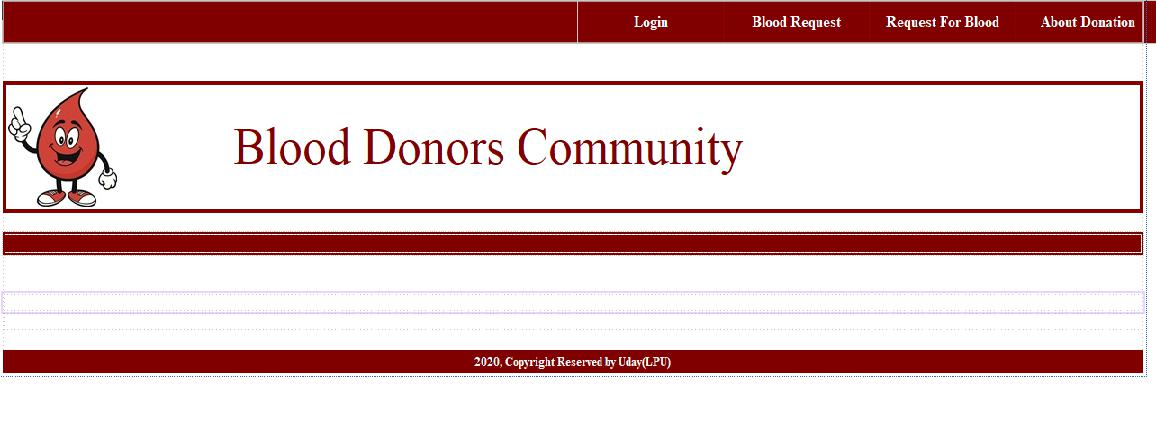 Login Blood Request Request For Blood About Donation
Blood Donors Community
2020, Copyright Reserved by Uday(LPU)